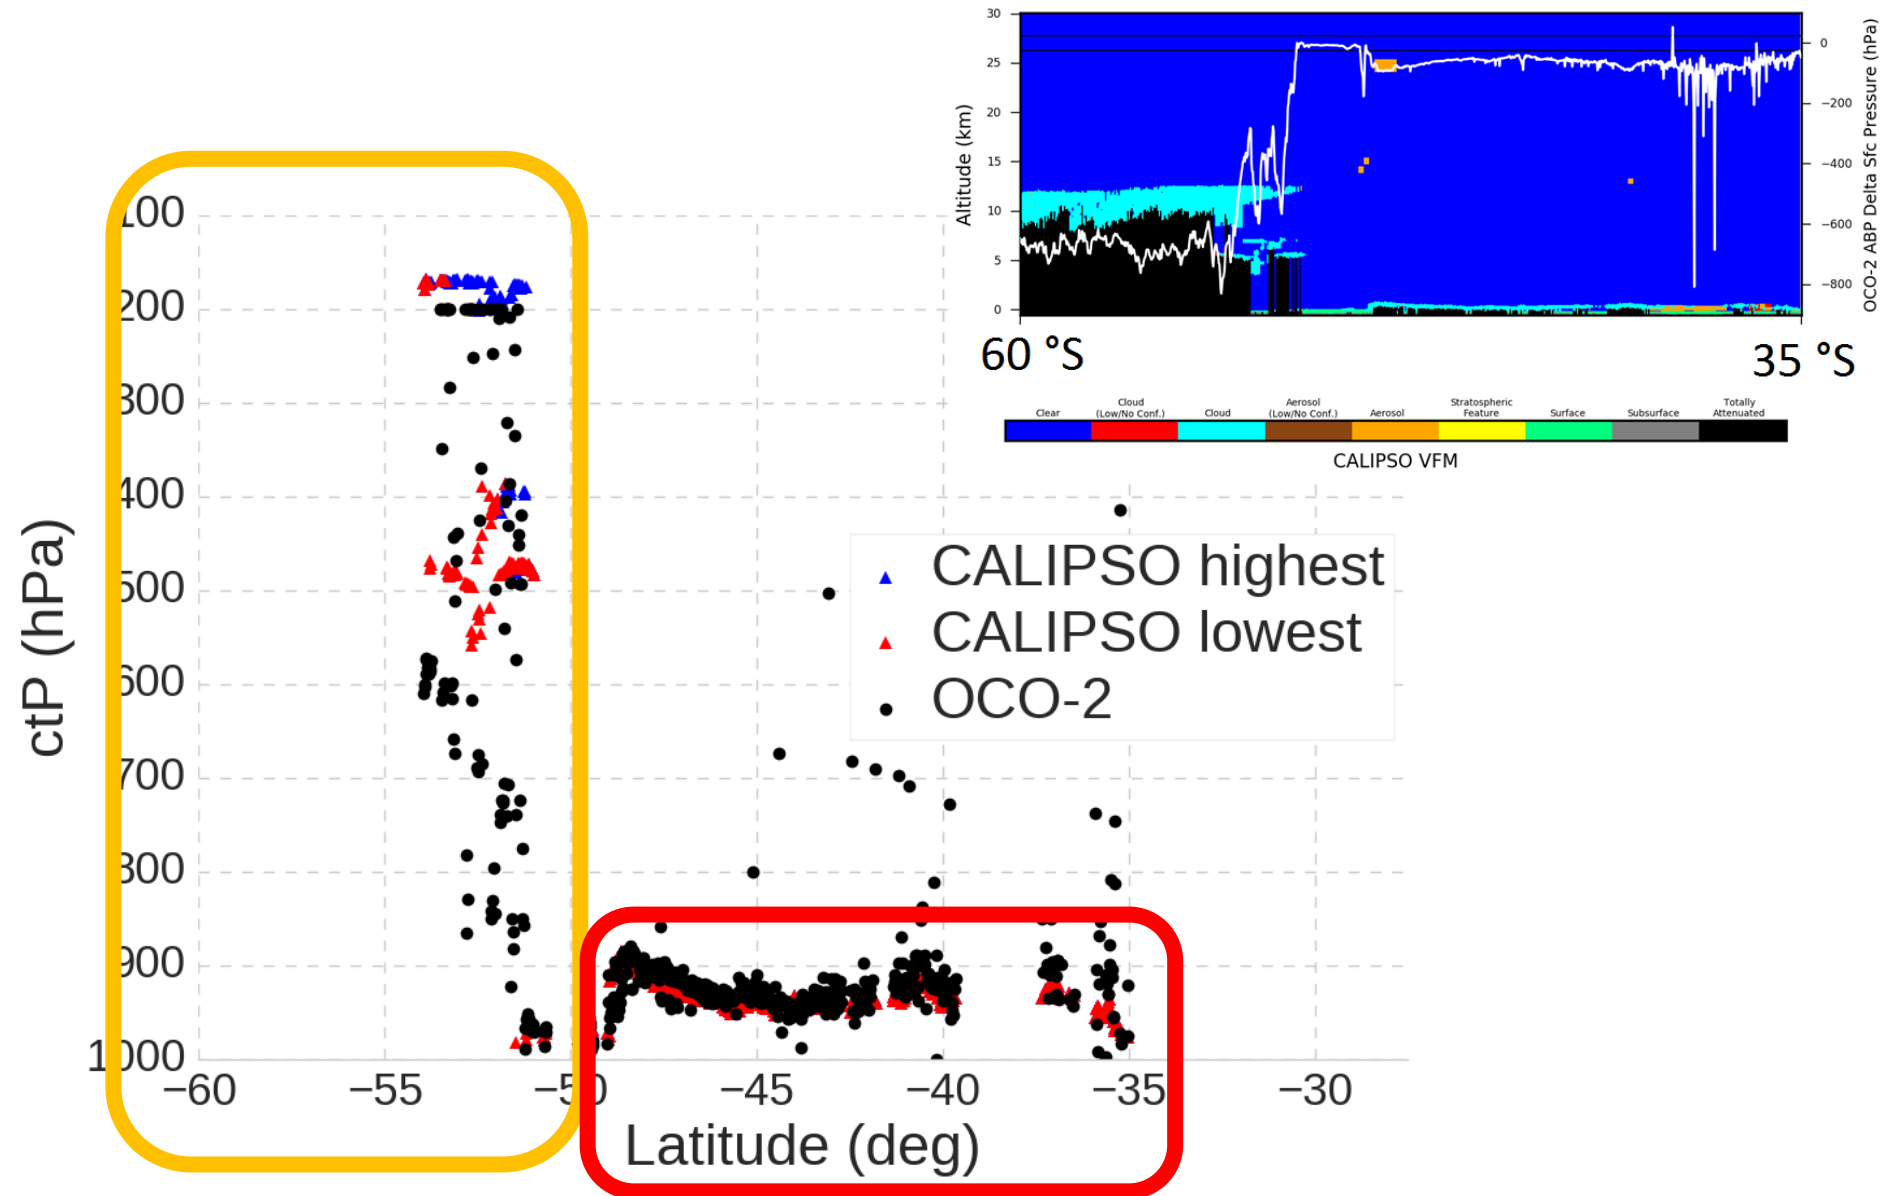 30
25
20
15
10
5
0
Altitude (km)
0
−200
−400
−600
−800
OCO-2 ABP Delta Sfc Pressure (hPa)
60 °S
35 °S
Clear
Cloud
(Low/No Conf.)
Cloud
Aerosol
(Low/No Conf.)
Aerosol
Stratospheric
Feature
Surface
Subsurface
Totally
Attenuated
CALIPSO VFM
100
200
300
400
500
600
700
800
900
1000
ctP (hPa)
CALIPSO highest
CALIPSO lowest
OCO-2
−60
−55
−50
−45
−40
−35
−30
Latitude (deg)